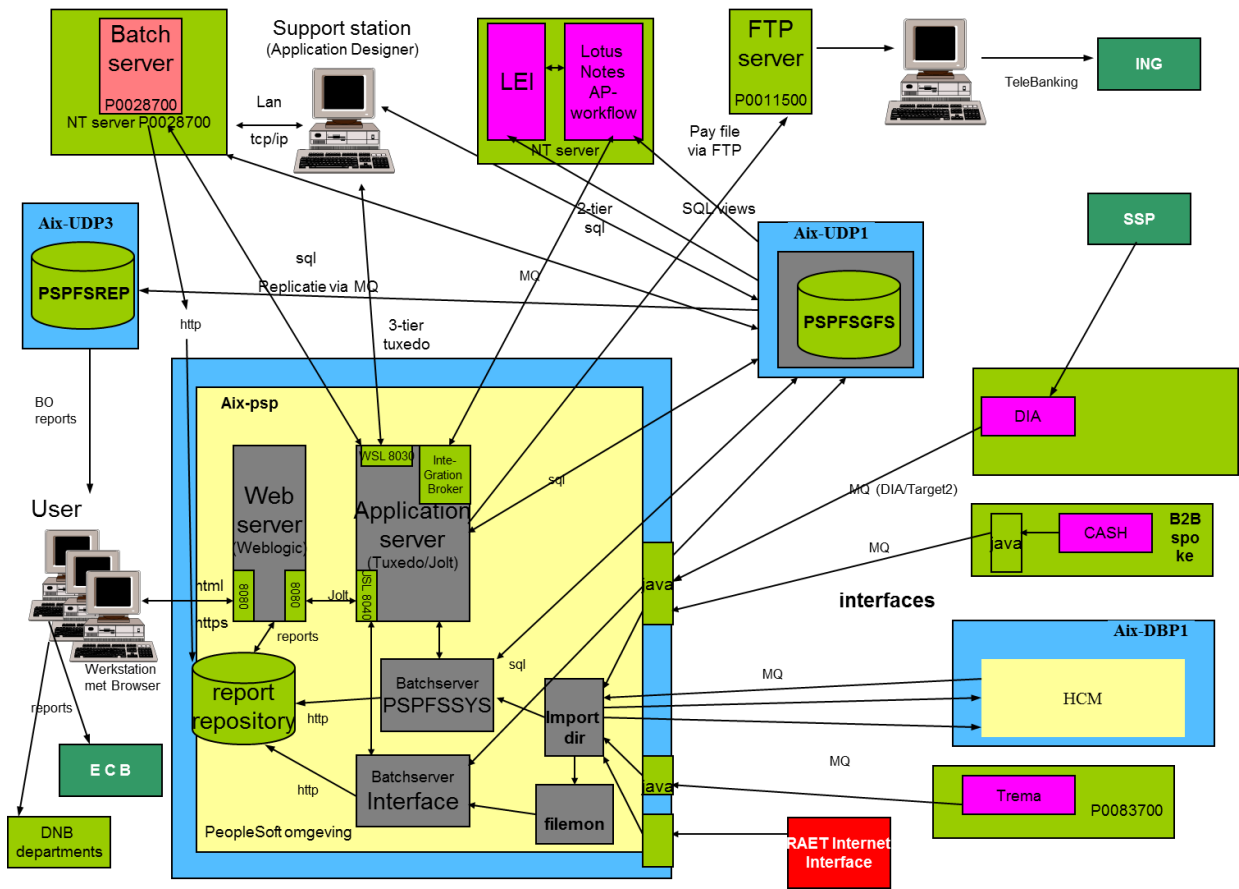 Batch
server
P0028700
NT server P0028700
Support station
(Application Designer)
Lan
tcp/ip
LEI
Lotus
Notes
AP-
workflow
NT server
FTP
server
P0011500
TeleBanking
ING
Pay file
via FTP
Aix-UDP3
PSPFSREP
sql
Replicatie via MQ
http
MQ
2-tier
sql
SQL views
Aix-UDP1
PSPFSGFS
SSP
3-tier
tuxedo
BO
reports
Aix-psp
WSL 8030
Inte-
Gration
Broker
Web
server
(Weblogic)
Application
server
(Tuxedo/Jolt)
8080
8080
JSL 8040
sql
DIA
MQ (DIA/Target2)
User
html
https
Jolt
reports
java
MQ
java
CASH
B2B
spo
ke
interfaces
Werkstation
met Browser
reports
report
repository
http
Batchserver
PSPFSSYS
sql
Import
dir
MQ
Aix-DBP1
HCM
E C B
http
Batchserver
Interface
filemon
java
MQ
Trema
P0083700
DNB
departments
PeopleSoft omgeving
RAET Internet
Interface